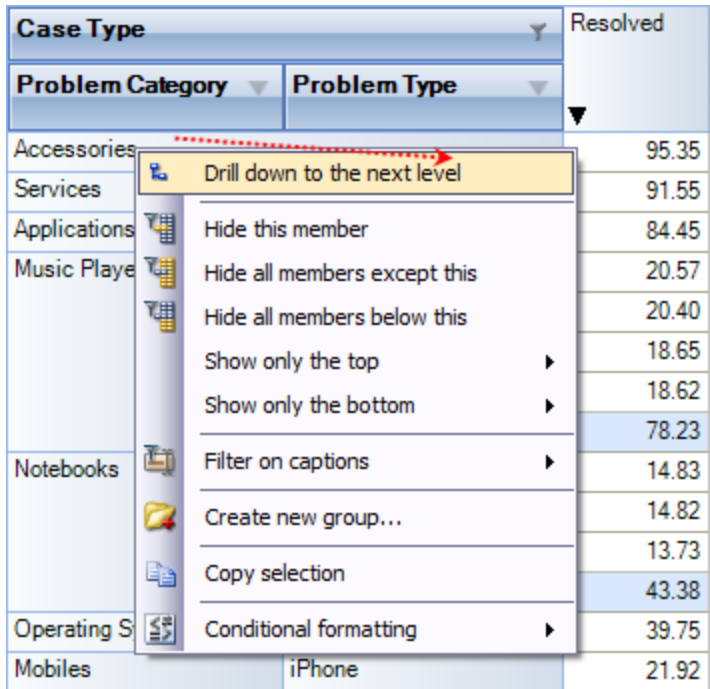 Case Type
Resolved
Problem Category Problem Type
Accessories 95.35
Drill down to the next level
Services 91.55
Hide this member
Applications 84.45
Music Playe 20.57
Hide all members except this
20.40
Hide all members below this
18.65
Show only the top
18.62
Show only the bottom
78.23
Notebooks 14.83
Filter on captions
14.82
Create new group...
13.73
Copy selection
43.38
Operating S 39.75
Conditional formatting
Mobiles iPhone 21.92